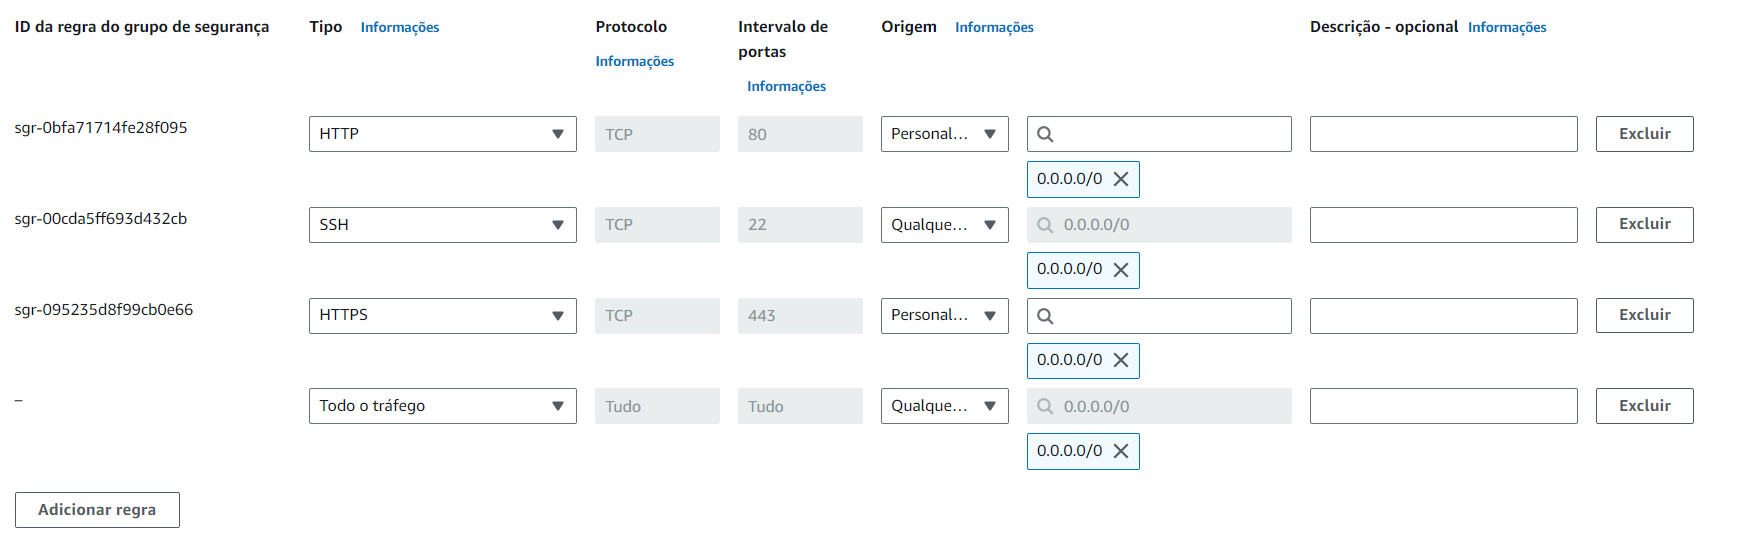 ID da regra do grupo de segurança Tipo Informações Protocolo Informações Intervalo de portas Informações Origem Informações Descrição - opcional Informações
sgr-0bfa71714fe28f095 HTTP TCP 80 Personal... Excluir
0.0.0.0/0
sgr-00cda5ff693d432cb SSH TCP 22 Qualque... 0.0.0.0/0 Excluir
0.0.0.0/0
sgr-095235d8f99cb0e66 HTTPS TCP 443 Personal... Excluir
0.0.0.0/0
– Todo o tráfego Tudo Tudo Qualque... 0.0.0.0/0 Excluir
0.0.0.0/0
Adicionar regra